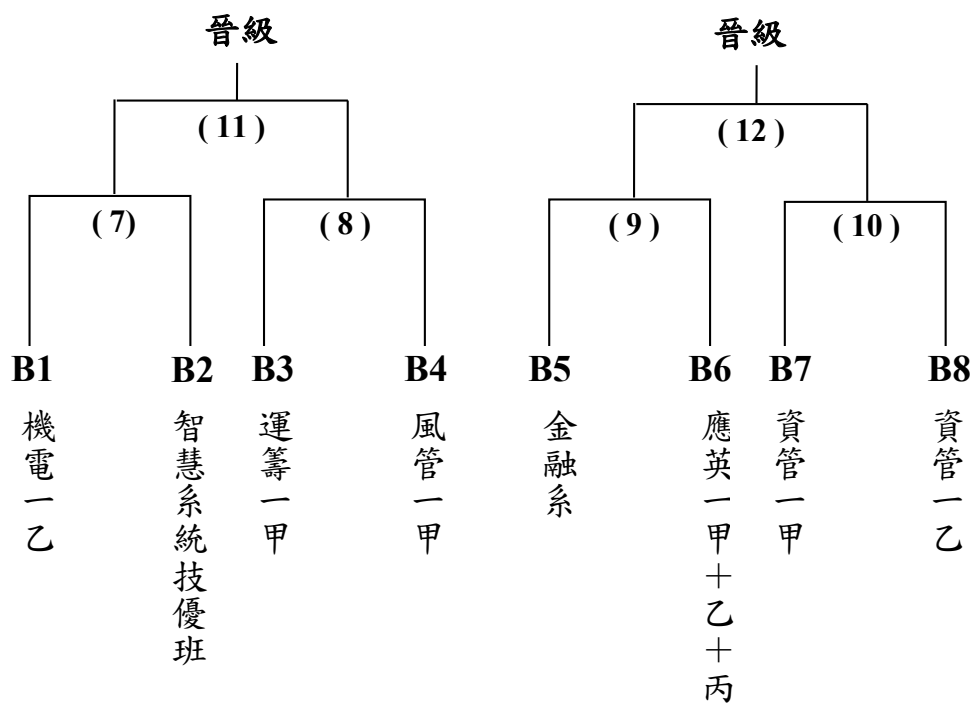 晉級 晉級
( 11 ) ( 12 )
( 7) ( 8 ) ( 9 ) ( 10 )
B1 B2 B3 B4 B5 B6 B7 B8
機電一乙
智慧系統技優班
運籌一甲
風管一甲
金融系
應英一甲＋乙＋丙
資管一甲
資管一乙